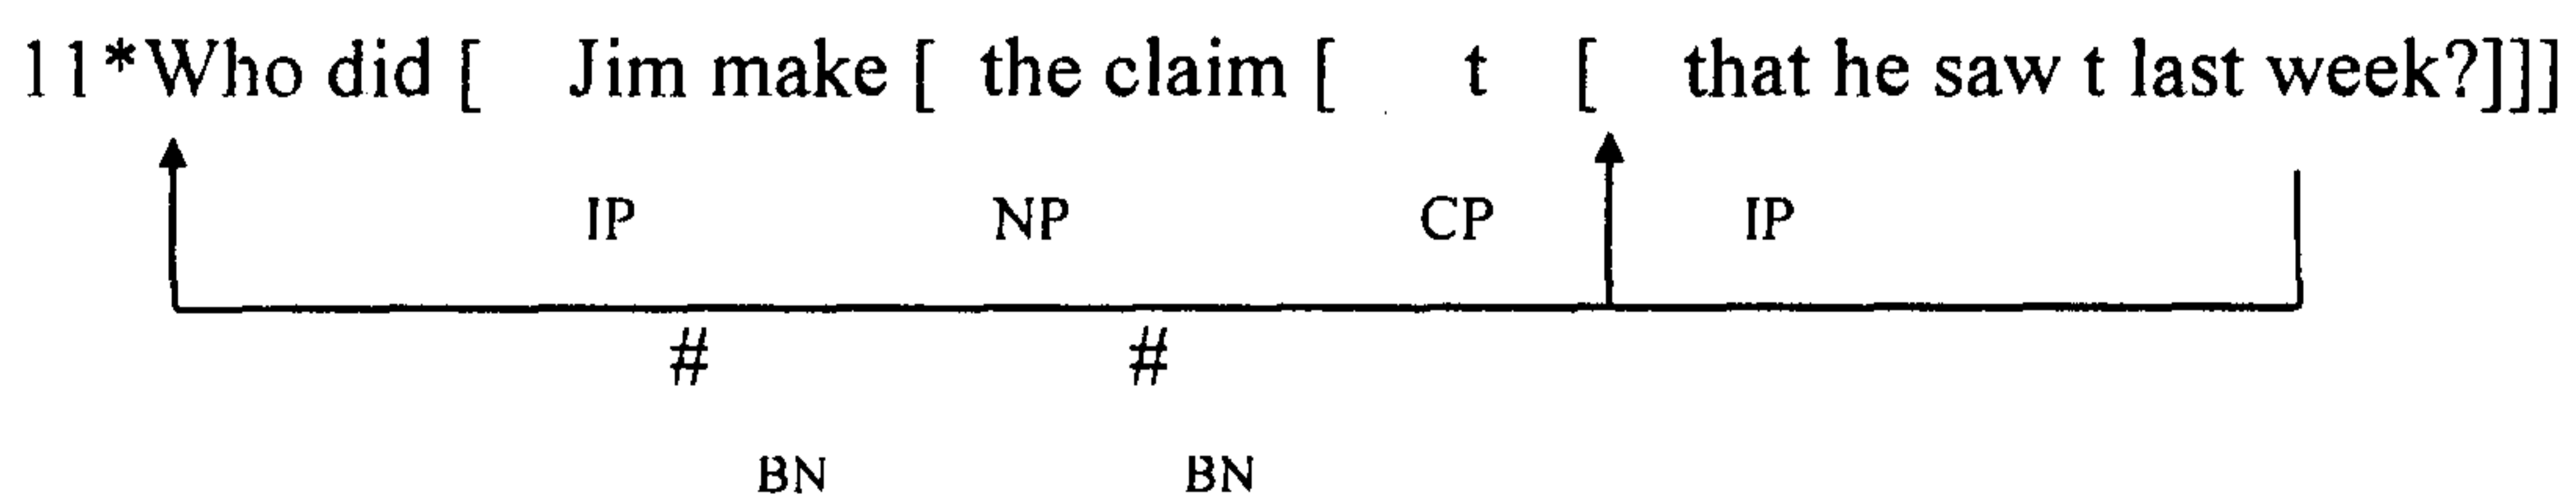 11*Who did [ Jim make [ the claim [ t [ that he saw t last week?]]]
IP NP CP IP
# #
BN BN